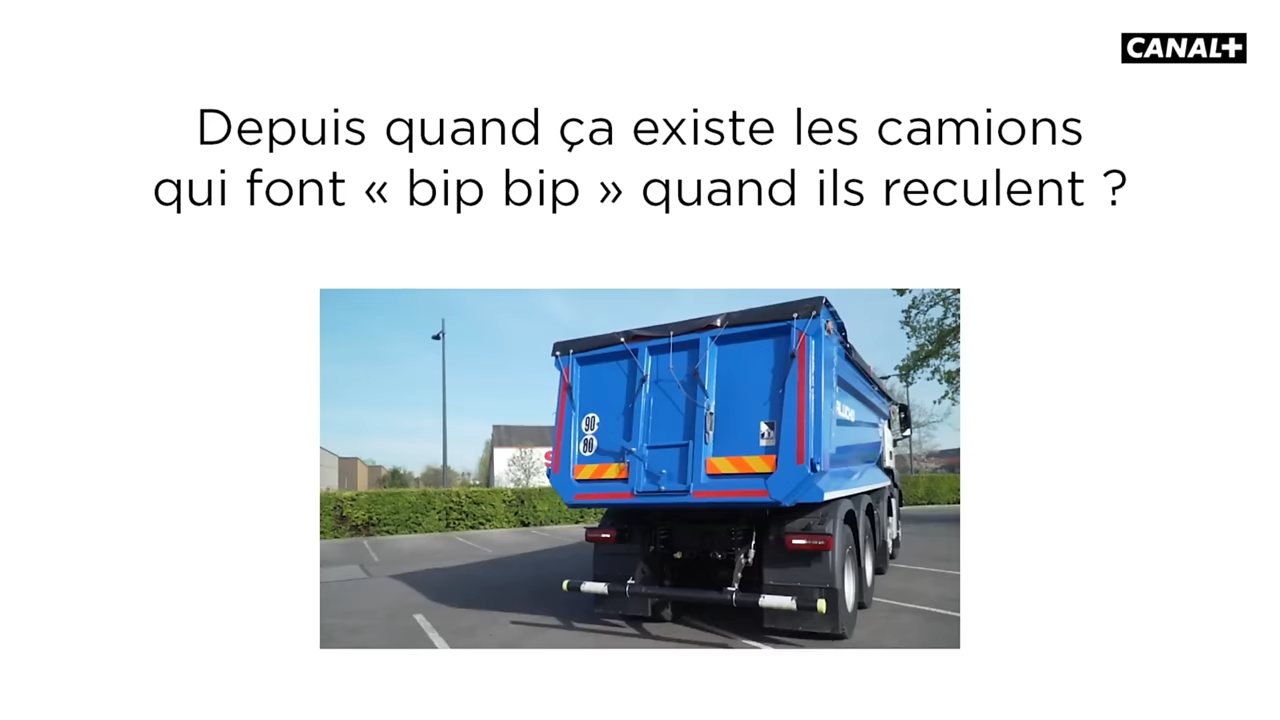 CANAL+
Depuis quand ça existe les camions
qui font « bip bip » quand ils reculent ?
90
80